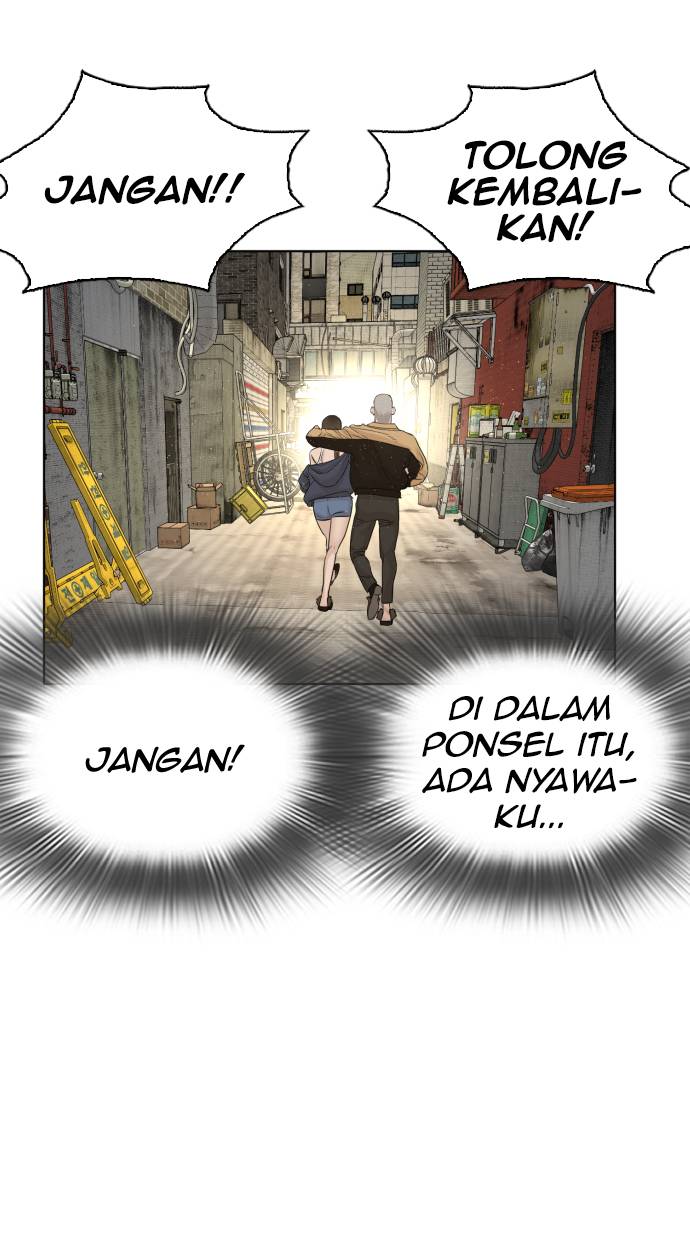 JANGAN!!
TOLONG
KEMBALI-
KAN!
JANGAN!
DI DALAM
PONSEL ITU,
ADA NYAWA-
KU...